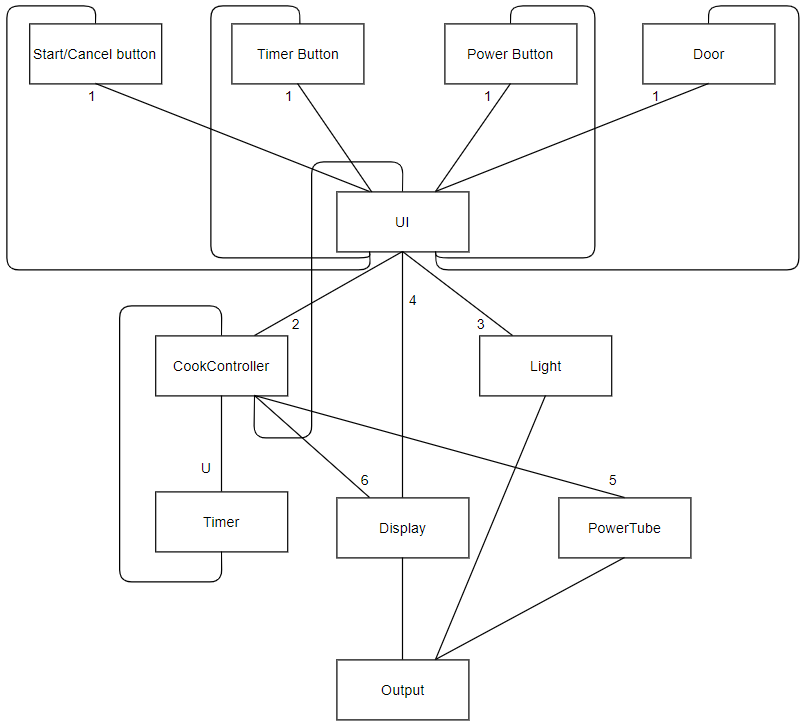 Start/Cancel button
Timer Button
Power Button
Door
1
1
1
1
UI
4
2
3
CookController
Light
U
6
5
Timer
Display
PowerTube
Output